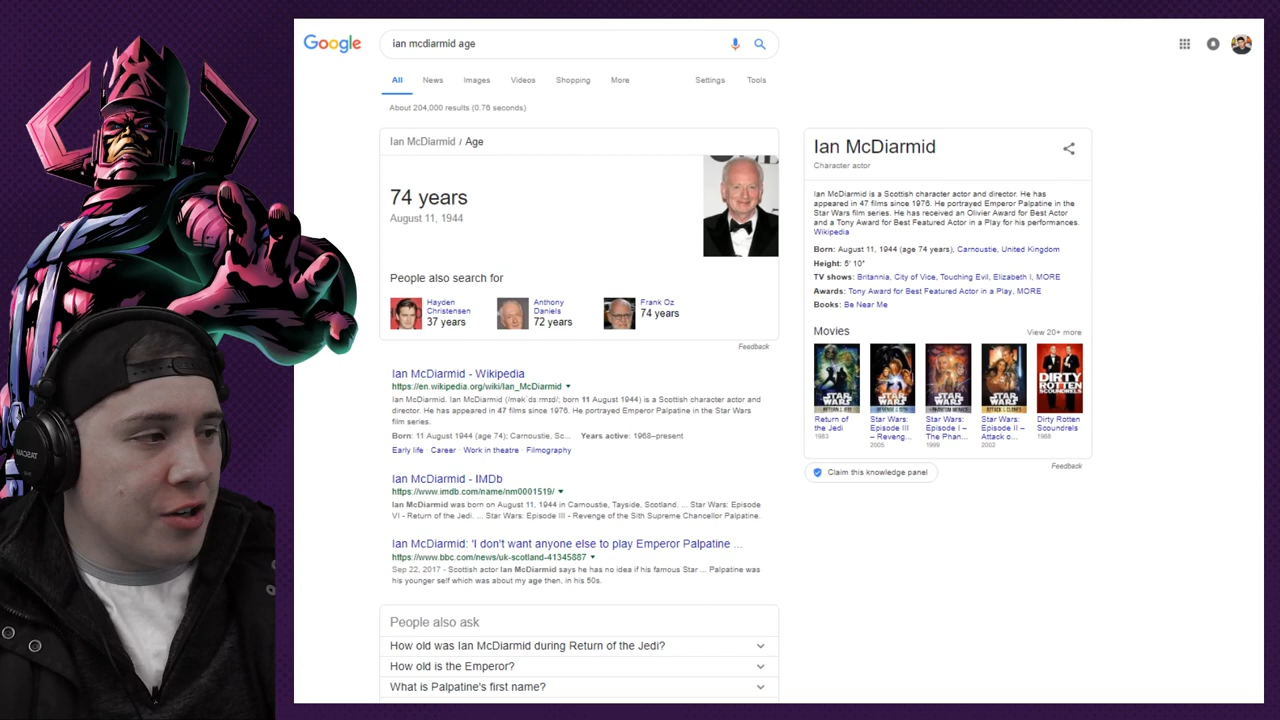 Google
ian mcdiarmid age
All News Images Videos Shopping More Settings Tools
About 204,000 results (0.76 seconds)
Ian McDiarmid / Age
74 years
August 11, 1944
People also search for
Hayden
Christensen
37 years
Anthony
Daniels
72 years
Frank Oz
74 years
Feedback
Ian McDiarmid - Wikipedia
https://en.wikipedia.org/wiki/Ian_McDiarmid
Ian McDiarmid. Ian McDiarmid born 11 August 1944) is a Scottish character actor and
director. He has appeared in 47 films since 1976. He portrayed Emperor Palpatine in the Star Wars
film series.
Born: 11 August 1944 (age 74); Carnoustie, Sc... Years active: 1968–present
Early life · Career · Work in theatre · Filmography
Ian McDiarmid - IMDb
https://www.imdb.com/name/nm0001519/
Ian McDiarmid was born on August 11, 1944 in Carnoustie, Tayside, Scotland. ... Star Wars: Episode
VI - Return of the Jedi. ... Star Wars: Episode III - Revenge of the Sith Supreme Chancellor Palpatine.
Ian McDiarmid: 'I don't want anyone else to play Emperor Palpatine ...
https://www.bbc.com/news/uk-scotland-41345887
Sep 22, 2017 - Scottish actor Ian McDiarmid says he has no idea if his famous Star ... Palpatine was
his younger self which was about my age then, in his 50s.
People also ask
How old was Ian McDiarmid during Return of the Jedi?
How old is the Emperor?
What is Palpatine's first name?
Ian McDiarmid
Character actor
Ian McDiarmid is a Scottish character actor and director. He has
appeared in 47 films since 1976. He portrayed Emperor Palpatine in the
Star Wars film series. He has received an Olivier Award for Best Actor
and a Tony Award for Best Featured Actor in a Play for his performances.
Wikipedia
Born: August 11, 1944 (age 74 years), Carnoustie, United Kingdom
Height: 5' 10"
TV shows: Britannia, City of Vice, Touching Evil, Elizabeth I, MORE
Awards: Tony Award for Best Featured Actor in a Play, MORE
Books: Be Near Me
Movies
View 20+ more
STAR WARS
STAR WARS
STAR WARS
STAR WARS
DIRTY
ROTTEN
SCOUNDRELS
Return of
the Jedi
1983
Star Wars:
Episode III
– Reveng...
2005
Star Wars:
Episode I –
The Phan...
1999
Star Wars:
Episode II –
Attack o...
2002
Dirty Rotten
Scoundrels
1988
Claim this knowledge panel
Feedback